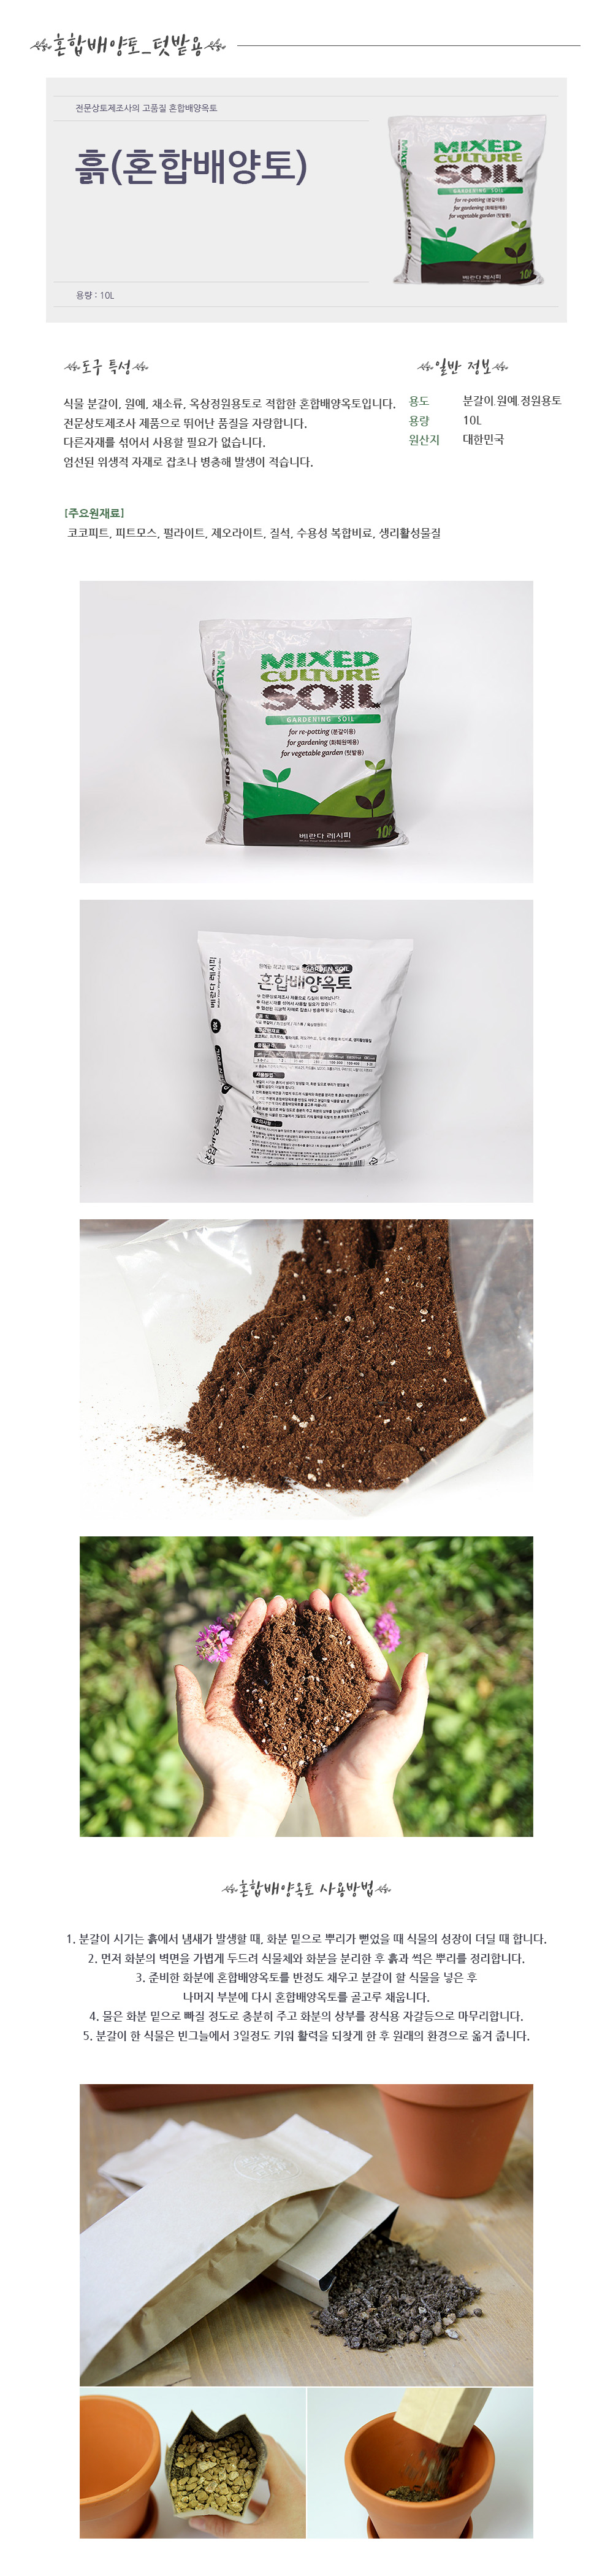 혼합배양토_텃밭용
전문상토제조사의 고품질 혼합배양옥토
흙(혼합배양토)
용량 : 10L
MIXED
CULTURE
SOIL
GARDENING SOIL
for re-potting (분갈이용)
for gardening (화훼원예용)
for vegetable garden (텃밭용)
베란다 레시피
10ℓ
도구 특성
식물 분갈이, 원예, 채소류, 옥상정원용토로 적합한 혼합배양옥토입니다.
전문상토제조사 제품으로 뛰어난 품질을 자랑합니다.
다른자재를 섞어서 사용할 필요가 없습니다.
엄선된 위생적 자재로 잡초나 병충해 발생이 적습니다.
일반 정보
용도 분갈이.원예.정원용토
용량 10L
원산지 대한민국
[주요원재료]
코코피트, 피트모스, 펄라이트, 제오라이트, 질석, 수용성 복합비료, 생리활성물질
MIXED
CULTURE
SOIL
GARDENING SOIL
for re-potting (분갈이용)
for gardening (화훼원예용)
for vegetable garden (텃밭용)
MIXED CULTURE SOIL
베란다 레시피
10ℓ
베란다 레시피
GARDEN SOIL
혼합배양옥토
혼합배양옥토사용방법
1. 분갈이 시기는 흙에서 냄새가 발생할 때, 화분 밑으로 뿌리가 뻗었을 때 식물의 성장이 더딜 때 합니다.
2. 먼저 화분의 벽면을 가볍게 두드려 식물체와 화분을 분리한 후 흙과 썩은 뿌리를 정리합니다.
3. 준비한 화분에 혼합배양옥토를 반정도 채우고 분갈이 할 식물을 넣은 후
나머지 부분에 다시 혼합배양옥토를 골고루 채웁니다.
4. 물은 화분 밑으로 빠질 정도로 충분히 주고 화분의 상부를 장식용 자갈등으로 마무리합니다.
5. 분갈이 한 식물은 빈그늘에서 3일정도 키워 활력을 되찾게 한 후 원래의 환경으로 옮겨 줍니다.